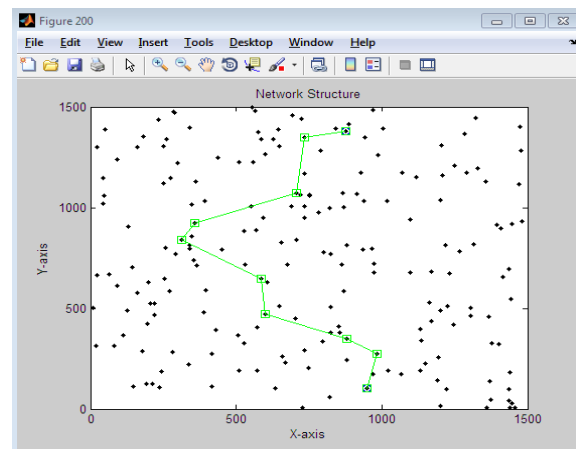 Figure 200
File Edit View Insert Tools Desktop Window Help
Network Structure
1500
1000
500
0
Y-axis
0 500 1000 1500
X-axis